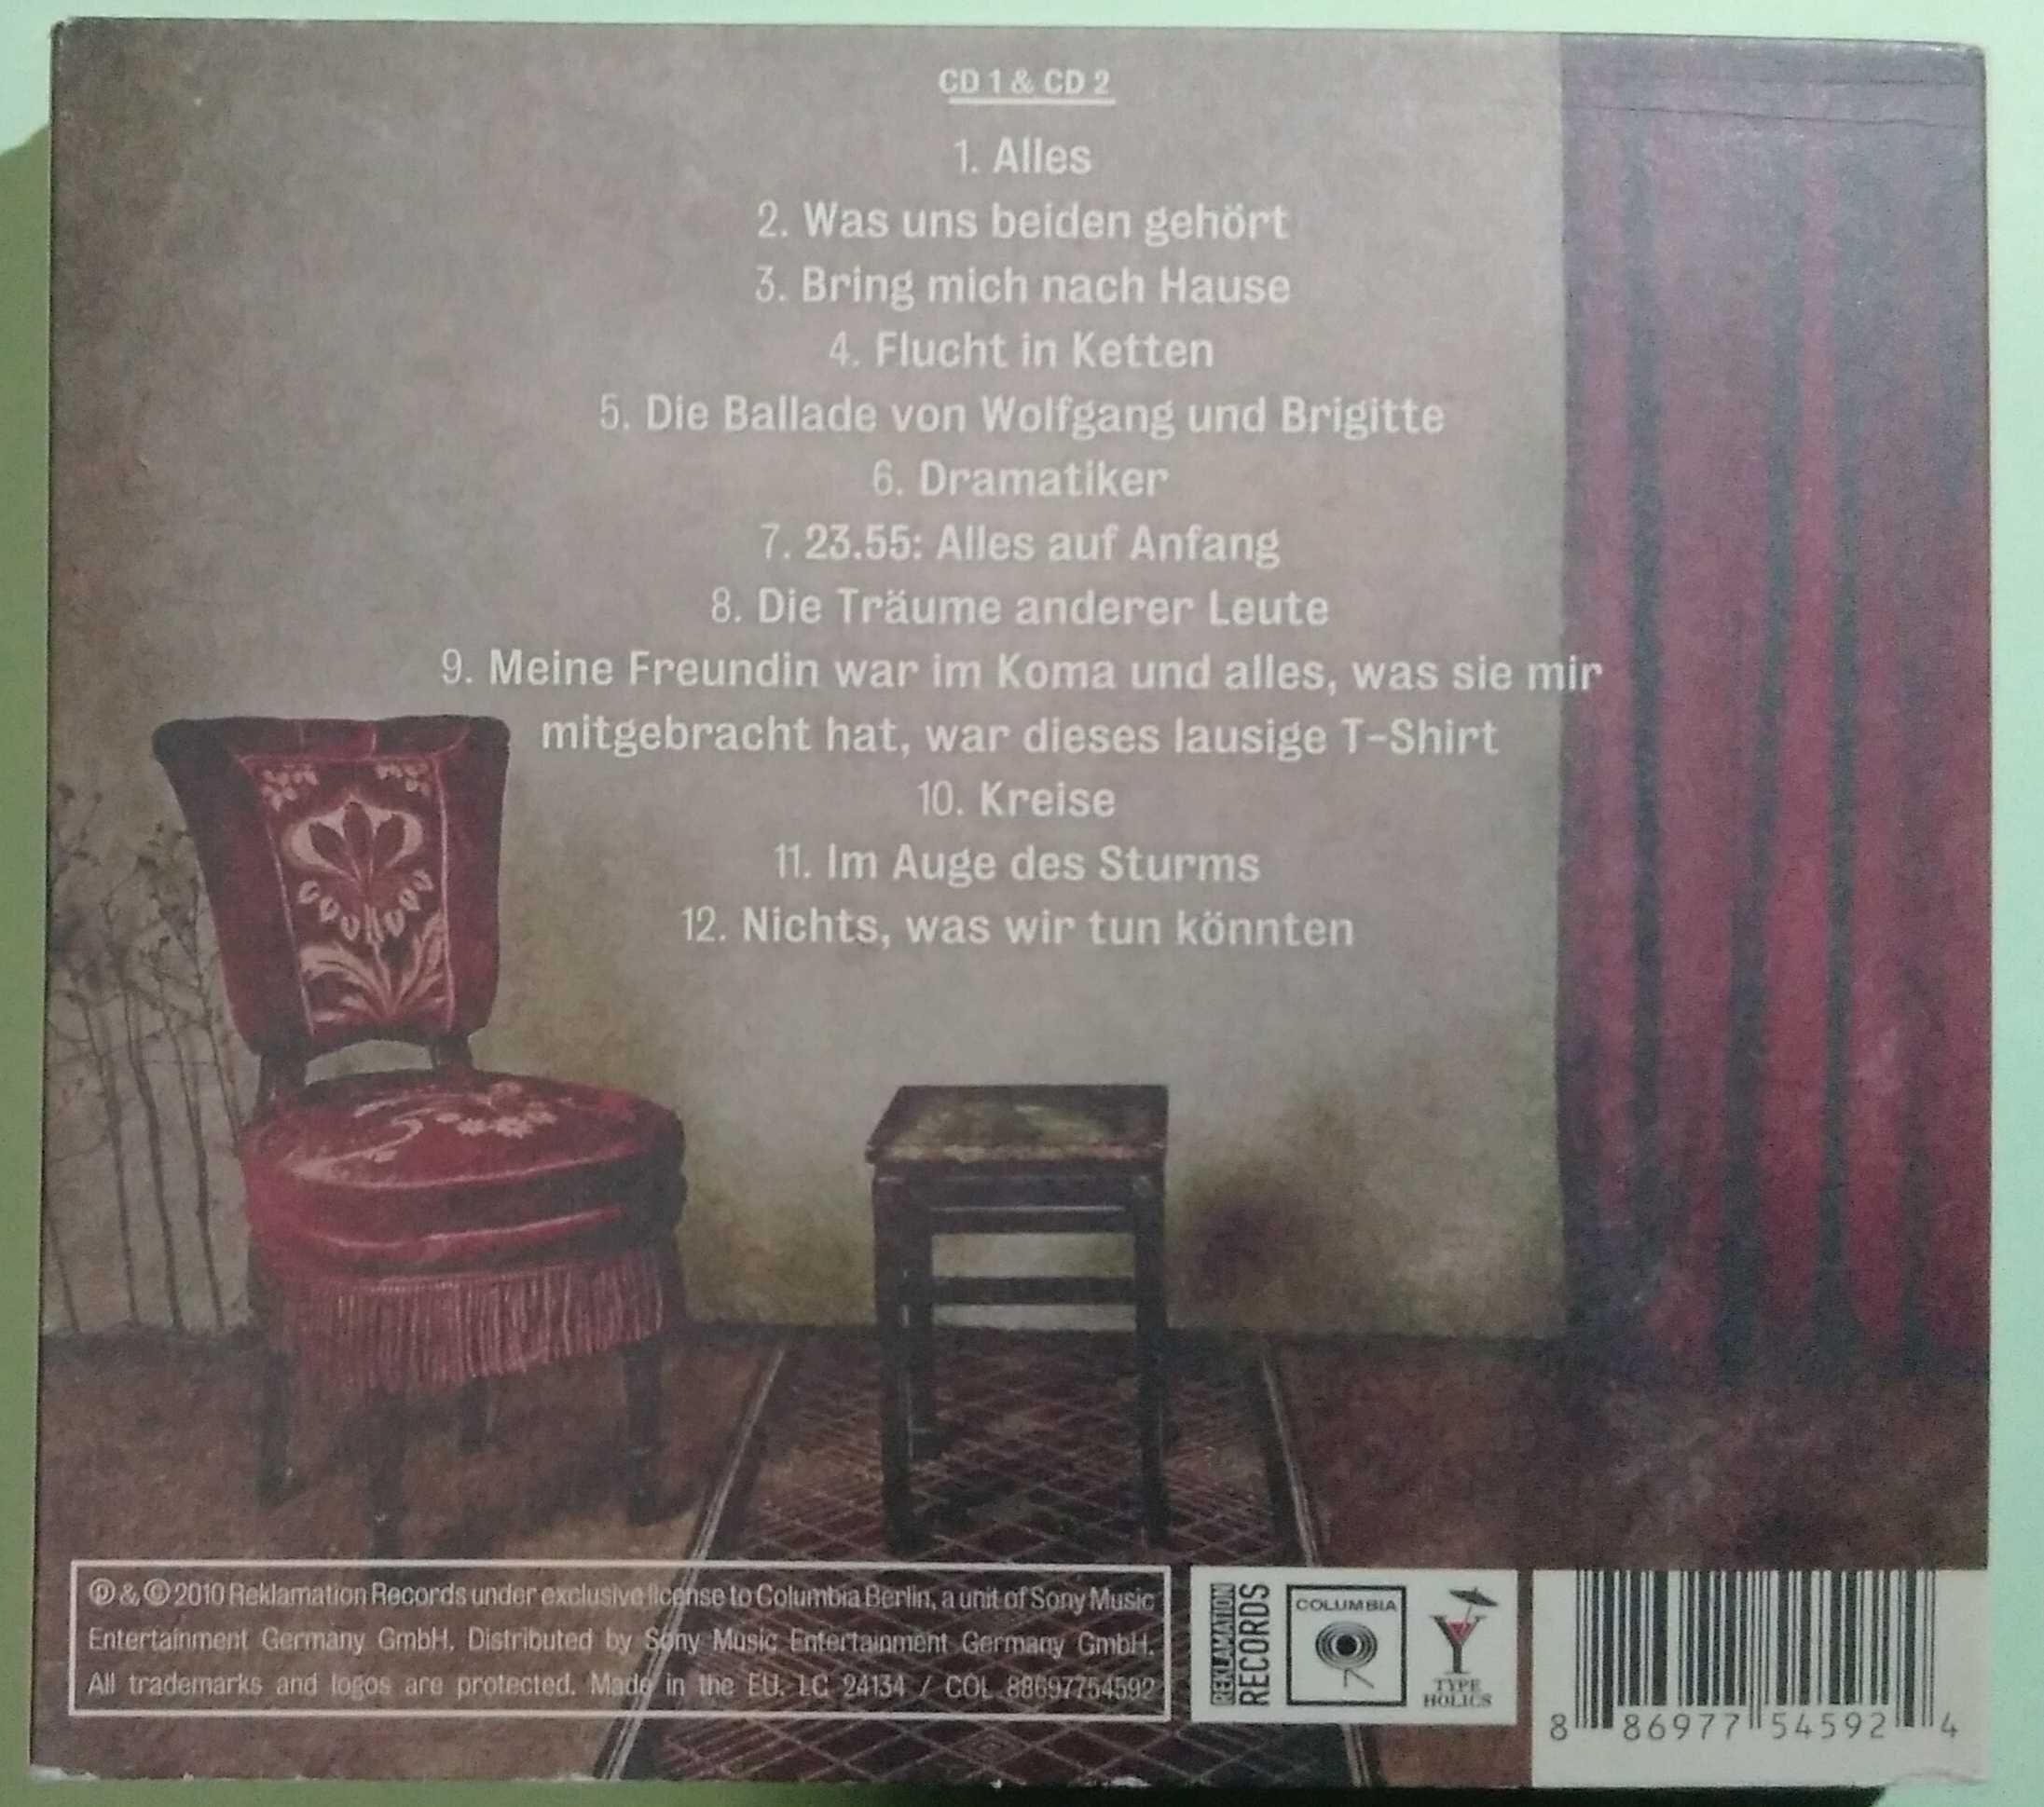 CD 1 & CD 2
1. Alles
2. Was uns beiden gehört
3. Bring mich nach Hause
4. Flucht in Ketten
5. Die Ballade von Wolfgang und Brigitte
6. Dramatiker
7. 23.55: Alles auf Anfang
8. Die Träume anderer Leute
9. Meine Freundin war im Koma und alles, was sie mir
mitgebracht hat, war dieses lausige T-Shirt
10. Kreise
11. Im Auge des Sturms
12. Nichts, was wir tun könnten
℗ & © 2010 Reklamation Records under exclusive license to Columbia Berlin, a unit of Sony Music
Entertainment Germany GmbH. Distributed by Sony Music Entertainment Germany GmbH.
All trademarks and logos are protected. Made in the EU. LC 24134 / COL 88697754592
REKLAMATION
RECORDS
COLUMBIA
TYPE
HOLICS
8 86977 54592 4